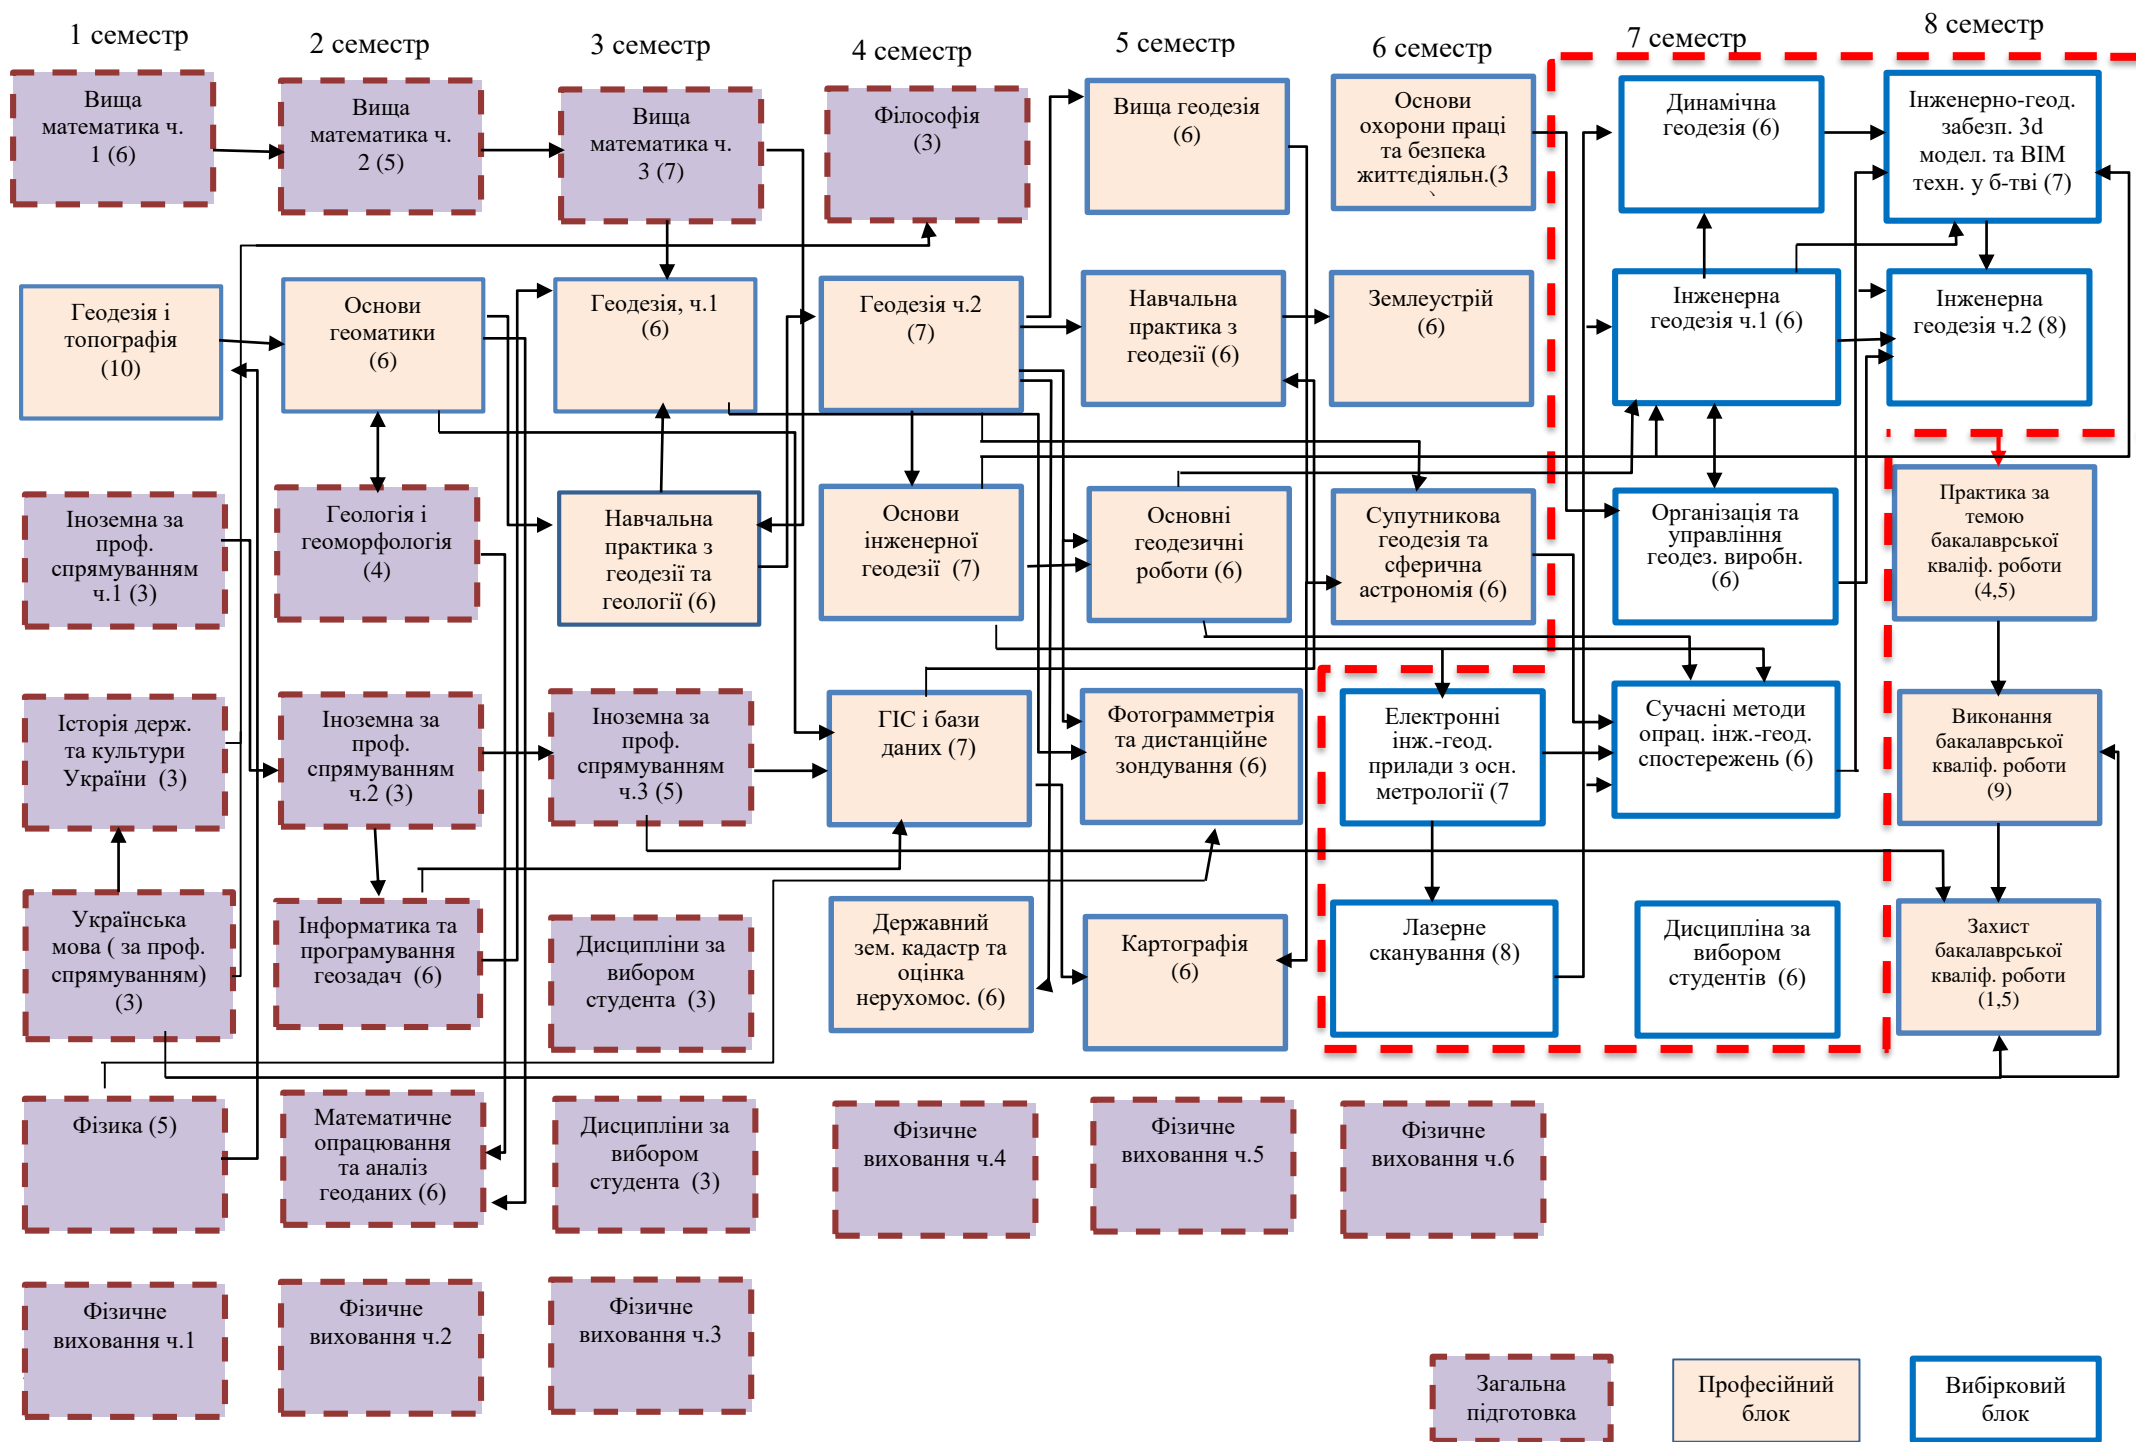 1 семестр
2 семестр
3 семестр
4 семестр
5 семестр
6 семестр
7 семестр
8 семестр
Вища
математика ч.
1 (6)
Вища
математика ч.
2 (5)
Вища
математика ч.
3 (7)
Філософія
(3)
Вища геодезія
(6)
Основи
охорони праці
та безпека
життєдіяльн.(3
Динамічна
геодезія (6)
Інженерно-геод.
забезп. 3d
модел. та ВІМ
техн. у б-тві (7)
Геодезія і
топографія
(10)
Основи
геоматики
(6)
Геодезія, ч.1
(6)
Геодезія ч.2
(7)
Навчальна
практика з
геодезії (6)
Землеустрій
(6)
Інженерна
геодезія ч.1 (6)
Інженерна
геодезія ч.2 (8)
Іноземна за
проф.
спрямуванням
ч.1 (3)
Геологія і
геоморфологія
(4)
Навчальна
практика з
геодезії та
геології (6)
Основи
інженерної
геодезії (7)
Основні
геодезичні
роботи (6)
Супутникова
геодезія та
сферична
астрономія (6)
Організація та
управління
геодез. виробн.
(6)
Практика за
темою
бакалаврської
кваліф. роботи
(4,5)
Історія держ.
та культури
України (3)
Іноземна за
проф.
спрямуванням
ч.2 (3)
Іноземна за
проф.
спрямуванням
ч.3 (5)
ГІС і бази
даних (7)
Фотограмметрія
та дистанційне
зондування (6)
Електронні
інж.-геод.
прилади з осн.
метрології (7
Сучасні методи
опрац. інж.-геод.
спостережень (6)
Виконання
бакалаврської
кваліф. роботи
(9)
Українська
мова ( за проф.
спрямуванням)
(3)
Інформатика та
програмування
геозадач (6)
Дисципліни за
вибором
студента (3)
Державний
зем. кадастр та
оцінка
нерухомос. (6)
Картографія
(6)
Лазерне
сканування (8)
Дисципліна за
вибором
студентів (6)
Захист
бакалаврської
кваліф. роботи
(1,5)
Фізика (5)
Математичне
опрацювання
та аналіз
геоданих (6)
Дисципліни за
вибором
студента (3)
Фізичне
виховання ч.4
Фізичне
виховання ч.5
Фізичне
виховання ч.6
Фізичне
виховання ч.1
Фізичне
виховання ч.2
Фізичне
виховання ч.3
Загальна
підготовка
Професійний
блок
Вибірковий
блок